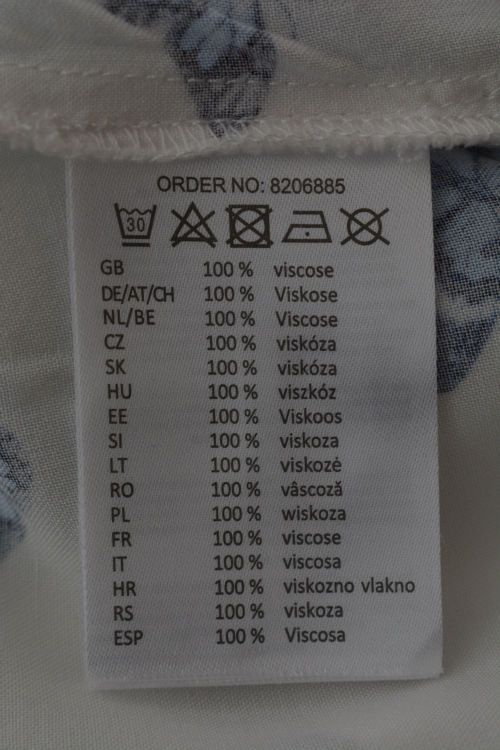 ORDER NO: 8206885
30
GB 100 % viscose
DE/AT/CH 100 % Viskose
NL/BE 100 % Viscose
CZ 100 % viskóza
SK 100 % viskóza
HU 100 % viszkóz
EE 100 % Viskoos
SI 100 % viskoza
LT 100 % viskozė
RO 100 % vâscoză
PL 100 % wiskoza
FR 100 % viscose
IT 100 % viscosa
HR 100 % viskozno vlakno
RS 100 % viskoza
ESP 100 % Viscosa